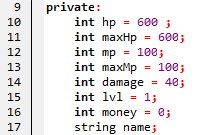 9 private:
10 int hp = 600 ;
11 int maxHp = 600;
12 int mp = 100;
13 int maxMp = 100;
14 int damage = 40;
15 int lvl = 1;
16 int money = 0;
17 string name;